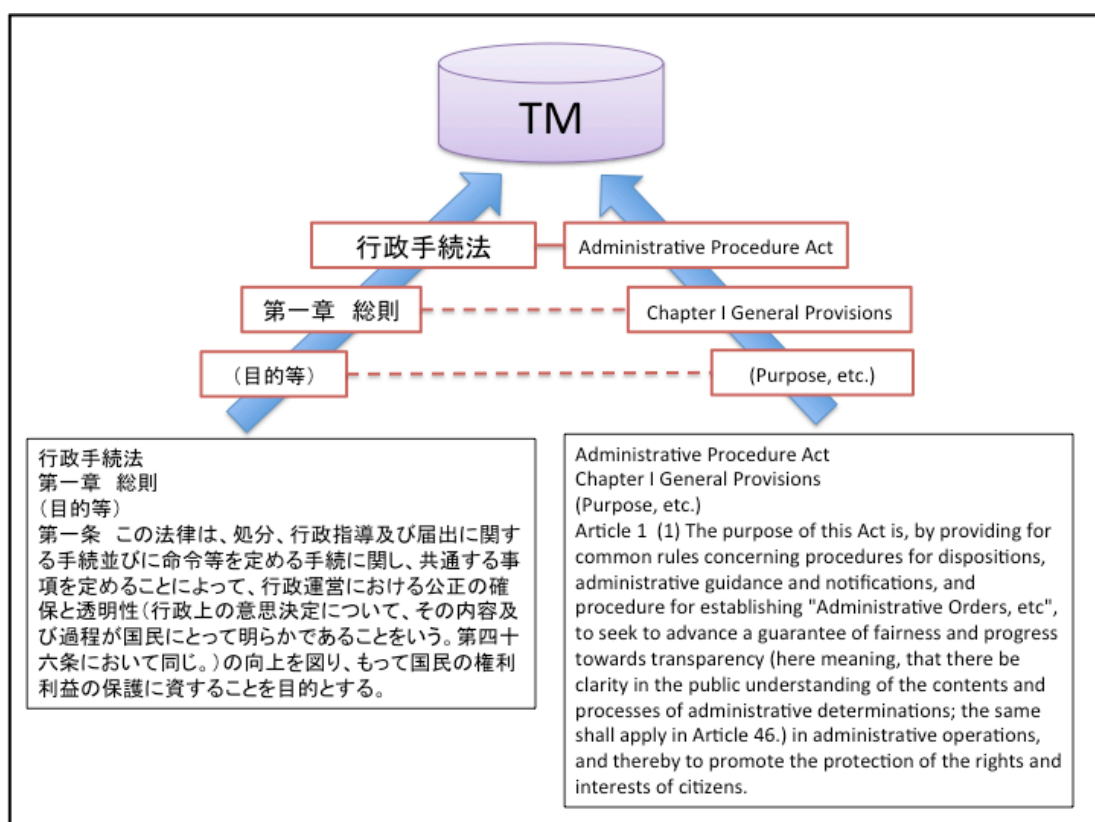 TM
行政手続法
Administrative Procedure Act
第一章　総則
Chapter I General Provisions
（目的等）
(Purpose, etc.)
行政手続法
第一章　総則
（目的等）
第一条　この法律は、処分、行政指導及び届出に関す
る手続並びに命令等を定める手続に関し、共通する事
項を定めることによって、行政運営における公正の確
保と透明性（行政上の意思決定について、その内容及
び過程が国民にとって明らかであることをいう。第四十
六条において同じ。）の向上を図り、もって国民の権利
利益の保護に資することを目的とする。
Administrative Procedure Act
Chapter I General Provisions
(Purpose, etc.)
Article 1  (1) The purpose of this Act is, by providing for
common rules concerning procedures for dispositions,
administrative guidance and notifications, and
procedure for establishing "Administrative Orders, etc",
to seek to advance a guarantee of fairness and progress
towards transparency (here meaning, that there be
clarity in the public understanding of the contents and
processes of administrative determinations; the same
shall apply in Article 46.) in administrative operations,
and thereby to promote the protection of the rights and
interests of citizens.